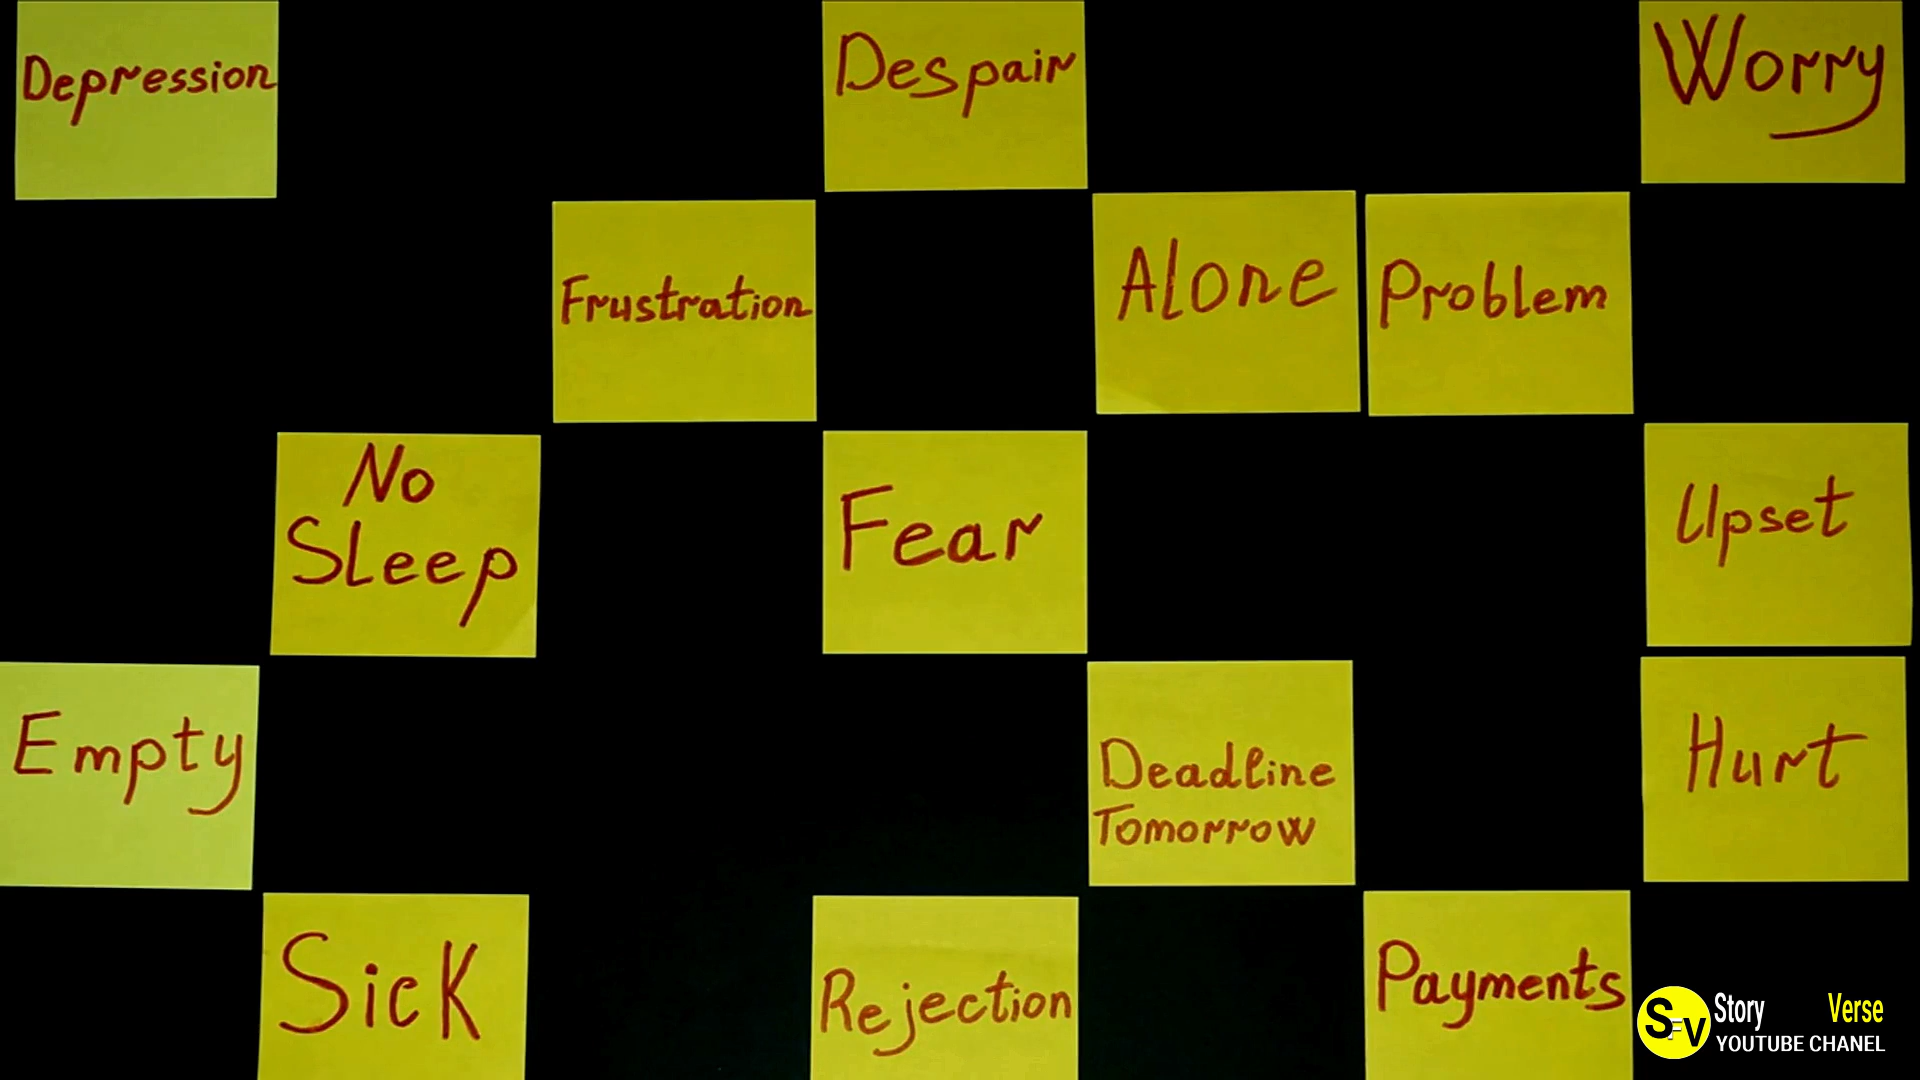 Depression
Despair
Worry
Frustration
Alone
Problem
No
Sleep
Fear
Upset
Empty
Deadline
Tomorrow
Hurt
Sick
Rejection
Payments
SFV
Story Verse
YOUTUBE CHANEL